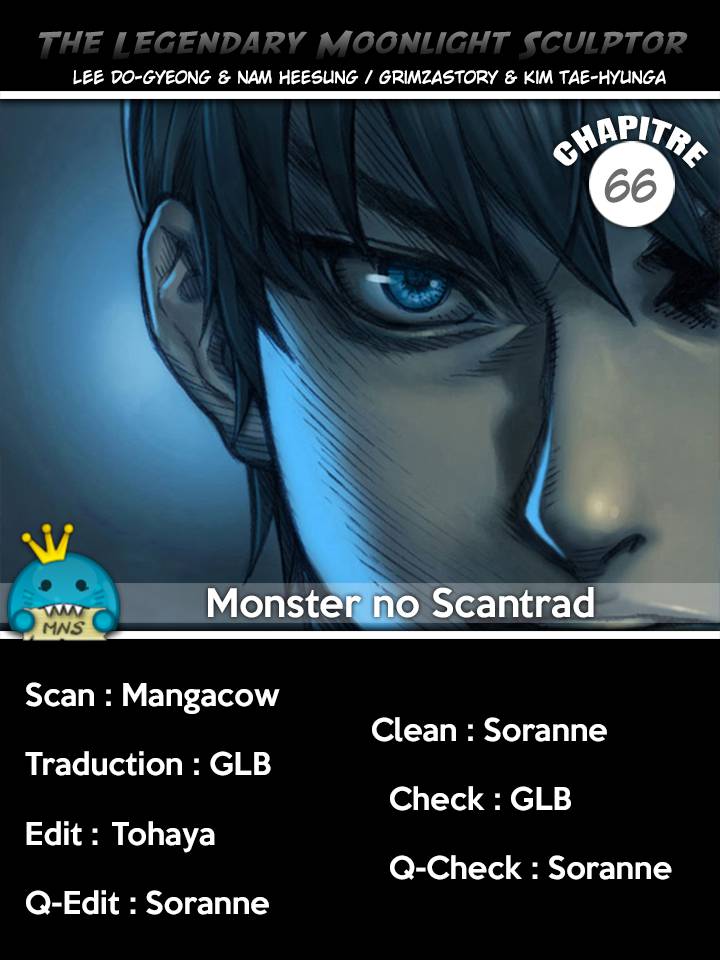 THE LEGENDARY MOONLIGHT SCULPTOR
LEE DO-GYEONG & NAM HEESUNG / GRIMZASTORY & KIM TAE-HYUNGA
CHAPITRE
66
Monster no Scantrad
MNS
Scan : Mangacow
Clean : Soranne
Traduction : GLB
Check : GLB
Edit : Tohaya
Q-Check : Soranne
Q-Edit : Soranne